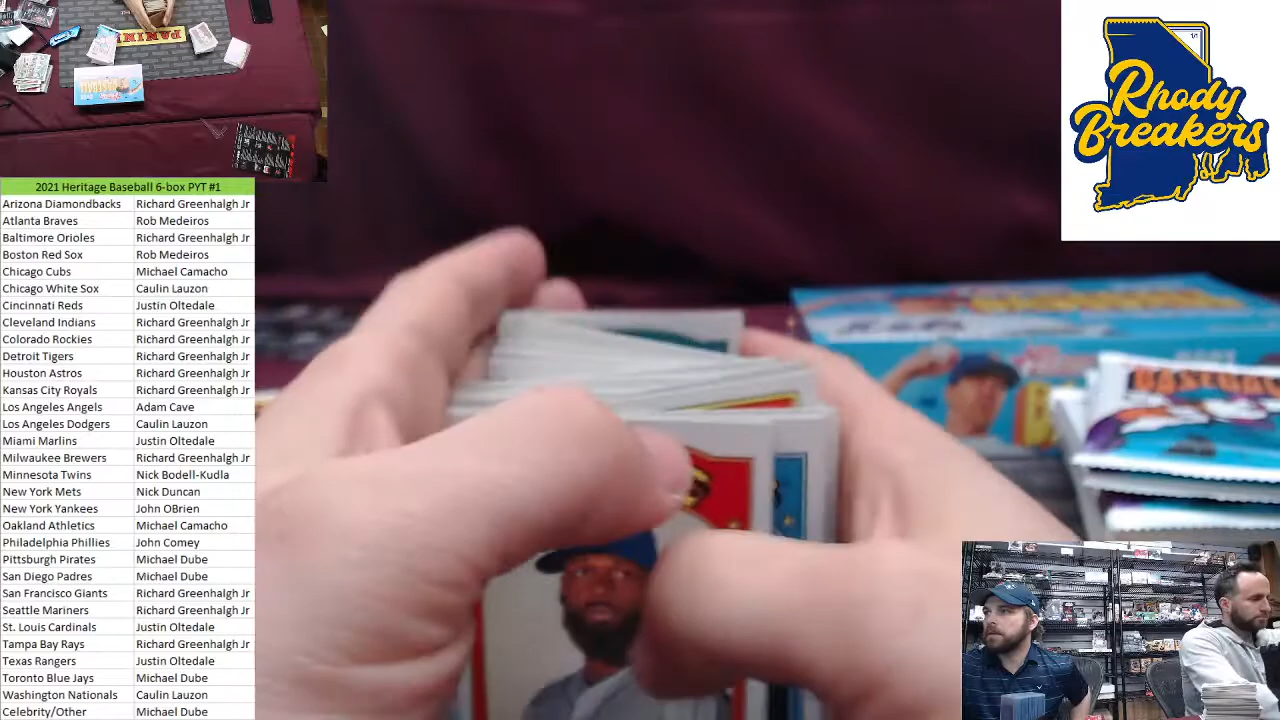 PANINI
Rhody
Breakers
2021 Heritage Baseball 6-box PYT #1
Arizona Diamondbacks Richard Greenhalgh Jr
Atlanta Braves Rob Medeiros
Baltimore Orioles Richard Greenhalgh Jr
Boston Red Sox Rob Medeiros
Chicago Cubs Michael Camacho
Chicago White Sox Caulin Lauzon
Cincinnati Reds Justin Oltedale
Cleveland Indians Richard Greenhalgh Jr
Colorado Rockies Richard Greenhalgh Jr
Detroit Tigers Richard Greenhalgh Jr
Houston Astros Richard Greenhalgh Jr
Kansas City Royals Richard Greenhalgh Jr
Los Angeles Angels Adam Cave
Los Angeles Dodgers Caulin Lauzon
Miami Marlins Justin Oltedale
Milwaukee Brewers Richard Greenhalgh Jr
Minnesota Twins Nick Bodell-Kudla
New York Mets Nick Duncan
New York Yankees John OBrien
Oakland Athletics Michael Camacho
Philadelphia Phillies John Comey
Pittsburgh Pirates Michael Dube
San Diego Padres Michael Dube
San Francisco Giants Richard Greenhalgh Jr
Seattle Mariners Richard Greenhalgh Jr
St. Louis Cardinals Justin Oltedale
Tampa Bay Rays Richard Greenhalgh Jr
Texas Rangers Justin Oltedale
Toronto Blue Jays Michael Dube
Washington Nationals Caulin Lauzon
Celebrity/Other Michael Dube